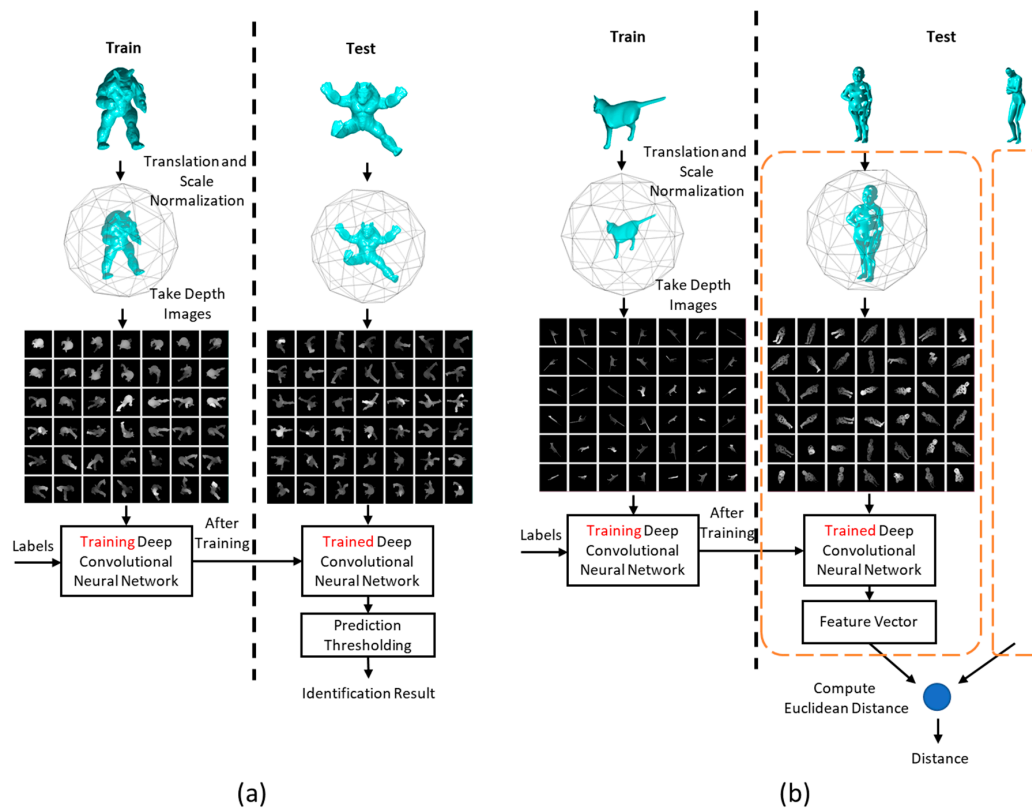 Train
Test
Translation and
Scale
Normalization
Take Depth
Images
Labels
Training Deep
Convolutional
Neural Network
After
Training
Trained Deep
Convolutional
Neural Network
Prediction
Thresholding
Identification Result
(a)
Train
Test
Translation and
Scale
Normalization
Take Depth
Images
Labels
Training Deep
Convolutional
Neural Network
After
Training
Trained Deep
Convolutional
Neural Network
Feature Vector
Compute
Euclidean Distance
Distance
(b)